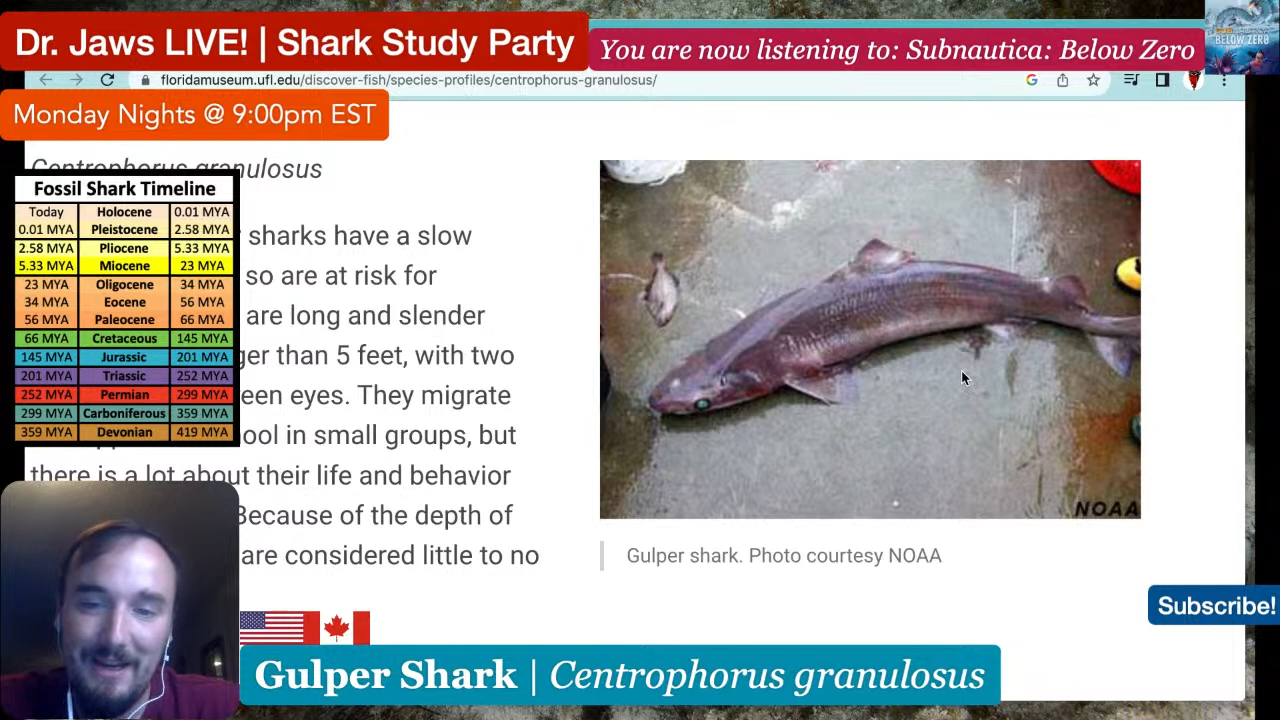 Dr. Jaws LIVE! | Shark Study Party
You are now listening to: Subnautica: Below Zero
BELOW ZERO
floridamuseum.ufl.edu/discover-fish/species-profiles/centrophorus-granulosus/
Monday Nights @ 9:00pm EST
Centrophorus granulosus
Fossil Shark Timeline
Today Holocene 0.01 MYA
0.01 MYA Pleistocene 2.58 MYA
2.58 MYA Pliocene 5.33 MYA
5.33 MYA Miocene 23 MYA
23 MYA Oligocene 34 MYA
34 MYA Eocene 56 MYA
56 MYA Paleocene 66 MYA
66 MYA Cretaceous 145 MYA
145 MYA Jurassic 201 MYA
201 MYA Triassic 252 MYA
252 MYA Permian 299 MYA
299 MYA Carboniferous 359 MYA
359 MYA Devonian 419 MYA
sharks have a slow
so are at risk for
are long and slender
than 5 feet, with two
eyes. They migrate
in small groups, but
there is a lot about their life and behavior
Because of the depth of
are considered little to no
NOAA
Gulper shark. Photo courtesy NOAA
Subscribe!
Gulper Shark | Centrophorus granulosus